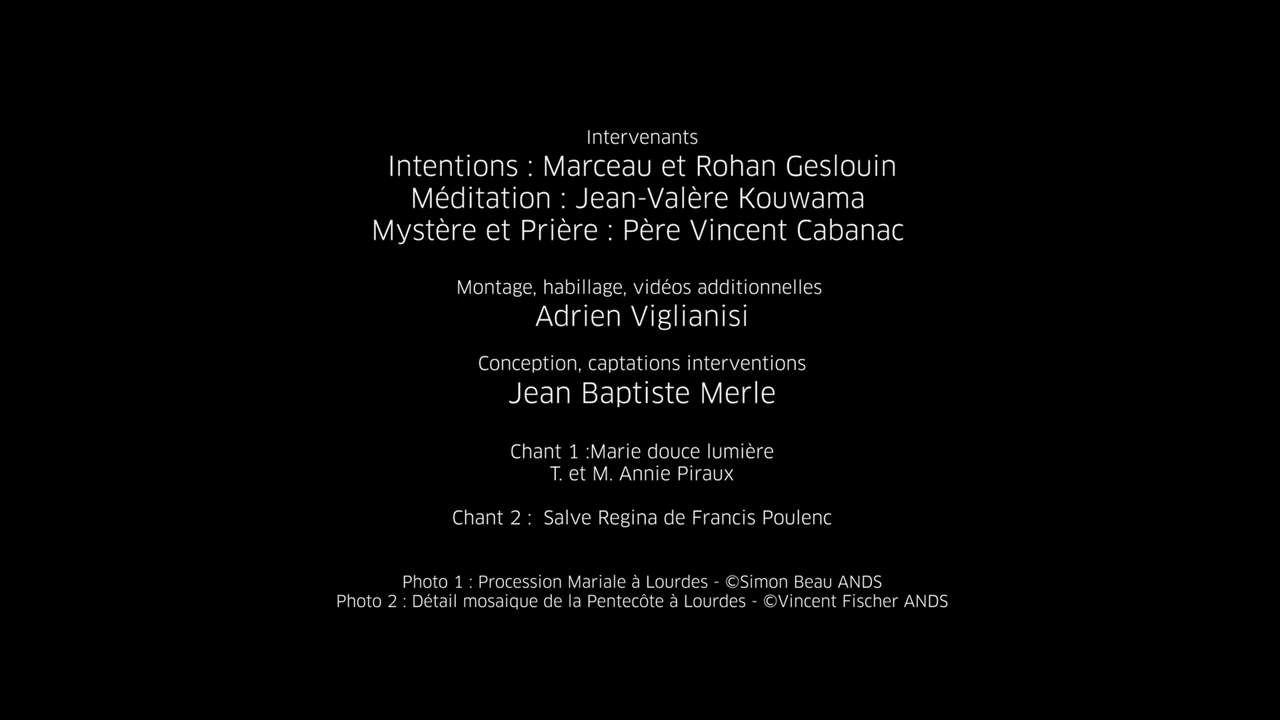 Intervenants
Intentions : Marceau et Rohan Geslouin
Méditation : Jean-Valère Kouwama
Mystère et Prière : Père Vincent Cabanac
Montage, habillage, vidéos additionnelles
Adrien Viglianisi
Conception, captations interventions
Jean Baptiste Merle
Chant 1 :Marie douce lumière
T. et M. Annie Piraux
Chant 2 : Salve Regina de Francis Poulenc
Photo 1 : Procession Mariale à Lourdes - ©Simon Beau ANDS
Photo 2 : Détail mosaique de la Pentecôte à Lourdes - ©Vincent Fischer ANDS